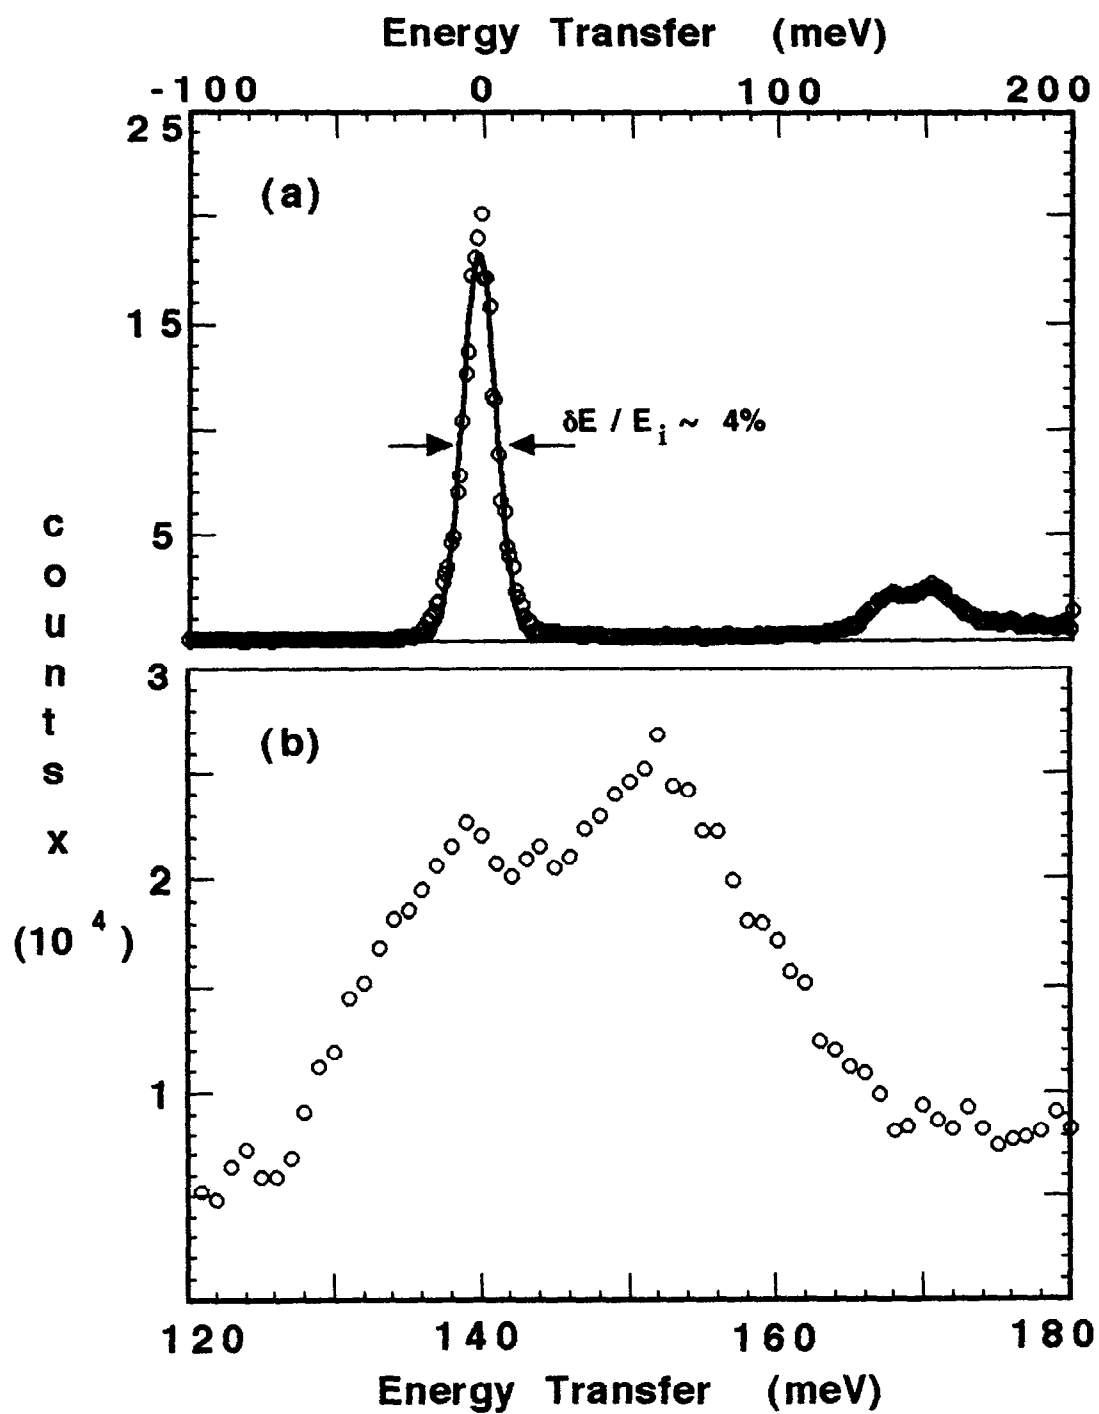 Energy Transfer (meV)
-100 0 100 200
25
(a)
15
δE / E i ~ 4%
5
counts x
(10 4 )
3
(b)
2
1
120 140 160 180
Energy Transfer (meV)